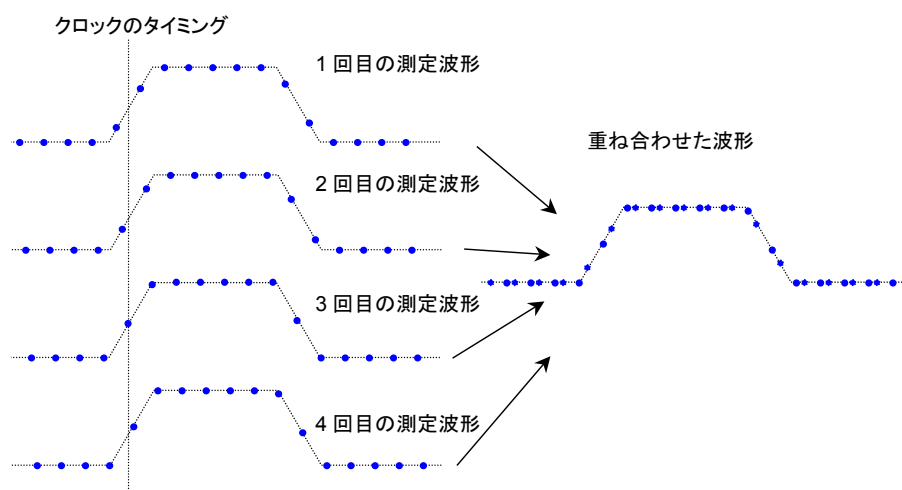 クロックのタイミング
1 回目の測定波形
重ね合わせた波形
2 回目の測定波形
3 回目の測定波形
4 回目の測定波形